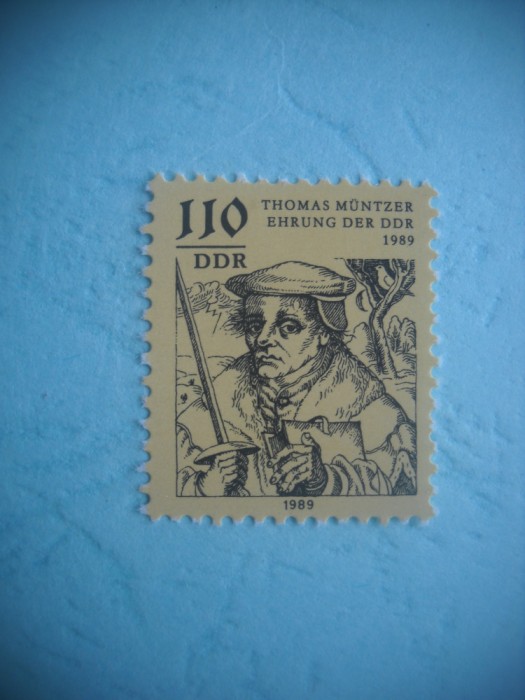 110
THOMAS MÜNTZER
EHRUNG DER DDR
1989
DDR
1989